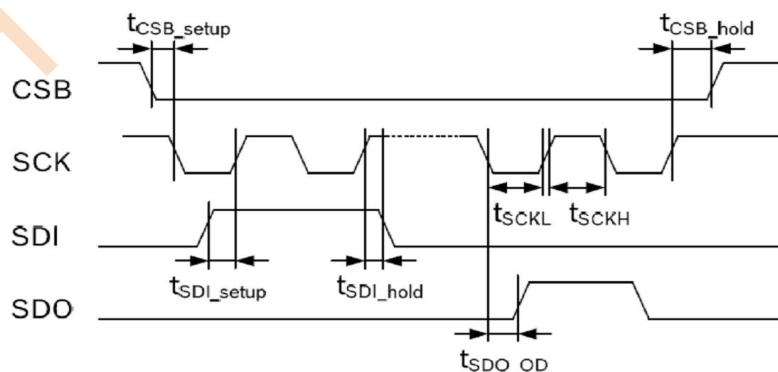 tCSB_setup
tCSB_hold
CSB
SCK
tSCKL
tSCKH
SDI
tSDI_setup
tSDI_hold
SDO
tSDO_OD